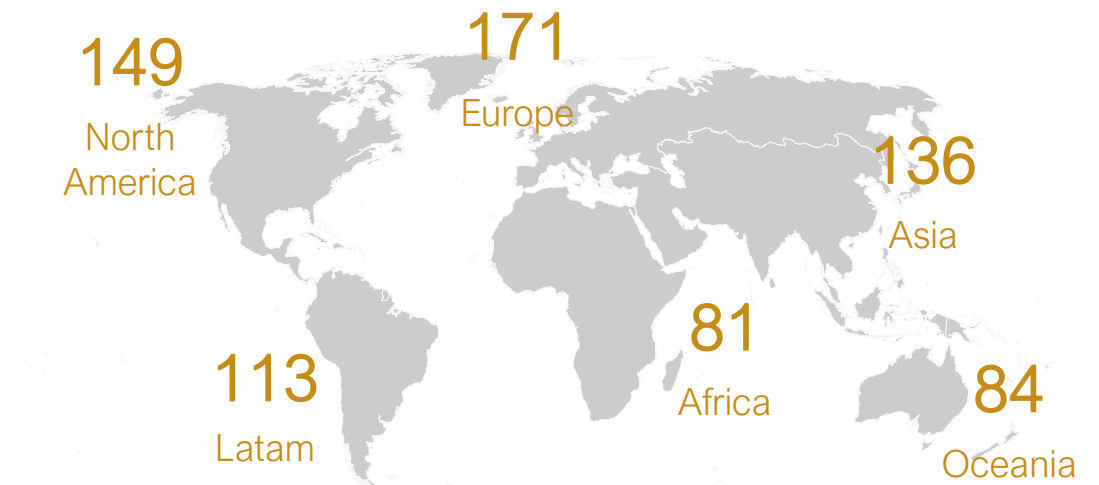 149
North
America
171
Europe
136
Asia
113
Latam
81
Africa
84
Oceania